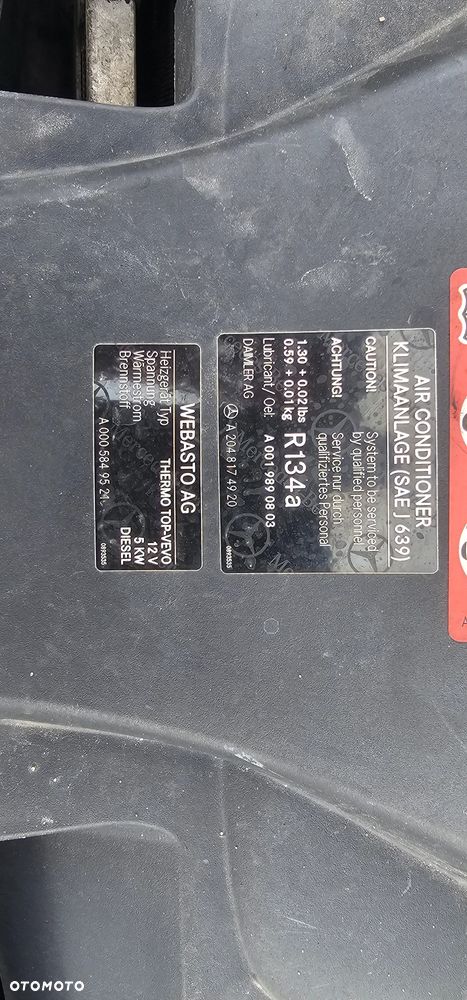 AIR CONDITIONER
KLIMAANLAGE (SAE J 639)
CAUTION! System to be serviced
by qualified personnel
ACHTUNG! Service nur durch
qualifiziertes Personal
1.30 + 0.02 lbs
0.59 + 0.01 kg R134a
Lubricant / Oel: A 001 989 08 03
DAIMLER AG A 204 817 49 20
0893535
WEBASTO AG
Heizgerät Typ THERMO TOP-VEVO
Spannung 12 V
Wärmestrom 5 KW
Brennstoff DIESEL
A 000 584 95 21
0893535
OTOMOTO